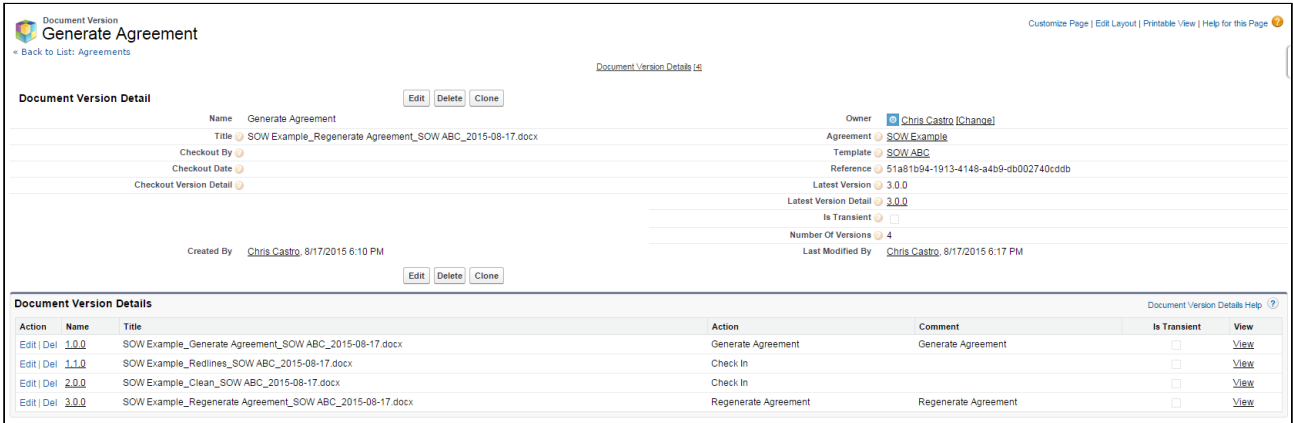 Document Version
Generate Agreement
Customize Page | Edit Layout | Printable View | Help for this Page ?
« Back to List: Agreements
Document Version Details [4]
Document Version Detail Edit Delete Clone
Name Generate Agreement Owner Chris Castro [Change]
Title SOW Example_Regenerate Agreement_SOW ABC_2015-08-17.docx Agreement SOW Example
Checkout By Template SOW ABC
Checkout Date Reference 51a81b94-1913-4148-a4b9-db002740cddb
Checkout Version Detail Latest Version 3.0.0
Latest Version Detail 3.0.0
Is Transient
Number Of Versions 4
Created By Chris Castro, 8/17/2015 6:10 PM Last Modified By Chris Castro, 8/17/2015 6:17 PM
Edit Delete Clone
Document Version Details Document Version Details Help ?
Action Name Title Action Comment Is Transient View
Edit | Del 1.0.0 SOW Example_Generate Agreement_SOW ABC_2015-08-17.docx Generate Agreement Generate Agreement View
Edit | Del 1.1.0 SOW Example_Redlines_SOW ABC_2015-08-17.docx Check In View
Edit | Del 2.0.0 SOW Example_Clean_SOW ABC_2015-08-17.docx Check In View
Edit | Del 3.0.0 SOW Example_Regenerate Agreement_SOW ABC_2015-08-17.docx Regenerate Agreement Regenerate Agreement View